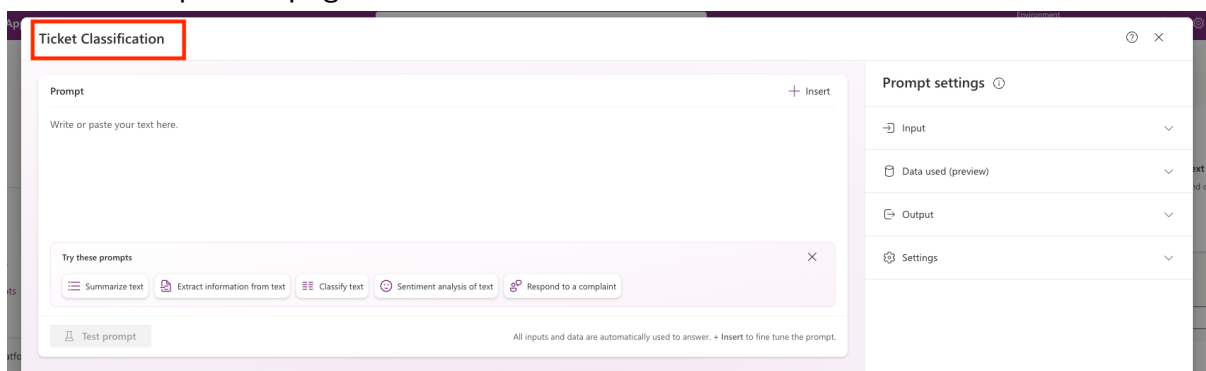 Environment
Ap
Ticket Classification
Prompt
Insert
Write or paste your text here.
Try these prompts
Summarize text
Extract information from text
Classify text
Sentiment analysis of text
Respond to a complaint
Test prompt
All inputs and data are automatically used to answer. + Insert to fine tune the prompt.
Prompt settings
Input
Data used (preview)
Output
Settings